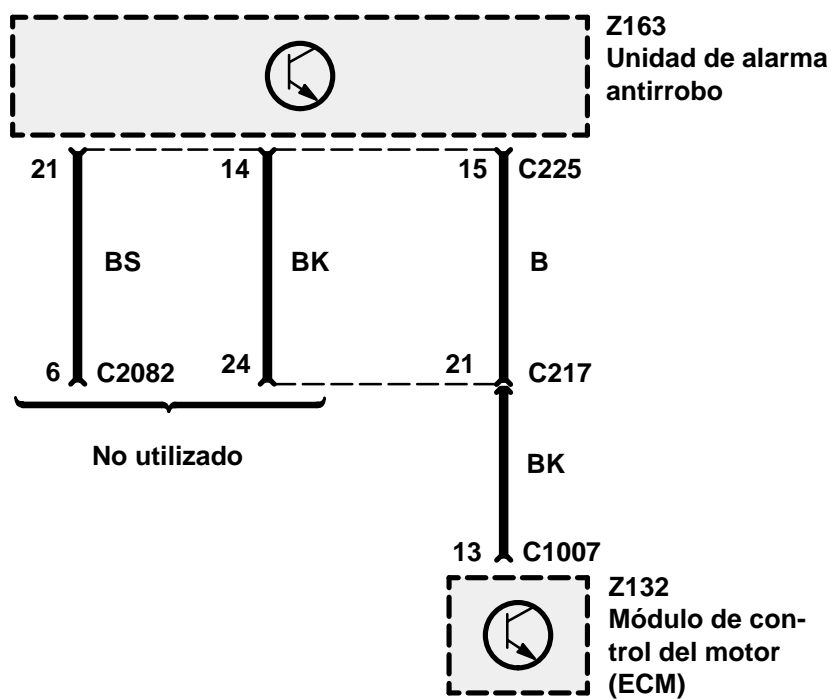 Z163
Unidad de alarma
antirrobo
21 14 15 C225
BS BK B
6 C2082 24 21 C217
No utilizado
BK
13 C1007
Z132
Módulo de con-
trol del motor
(ECM)